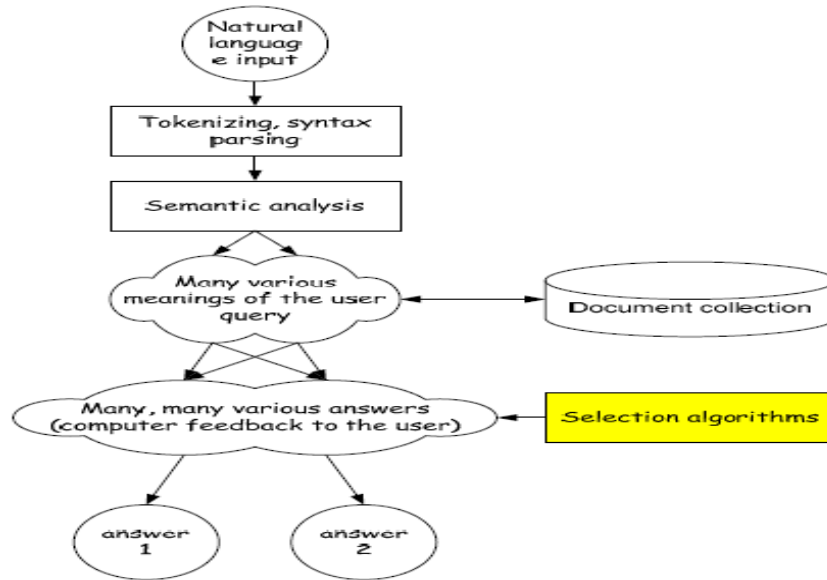 Natural
languag
e input
Tokenizing, syntax
parsing
Semantic analysis
Many various
meanings of the user
query
Document collection
Many, many various answers
(computer feedback to the user)
Selection algorithms
answer
1
answer
2